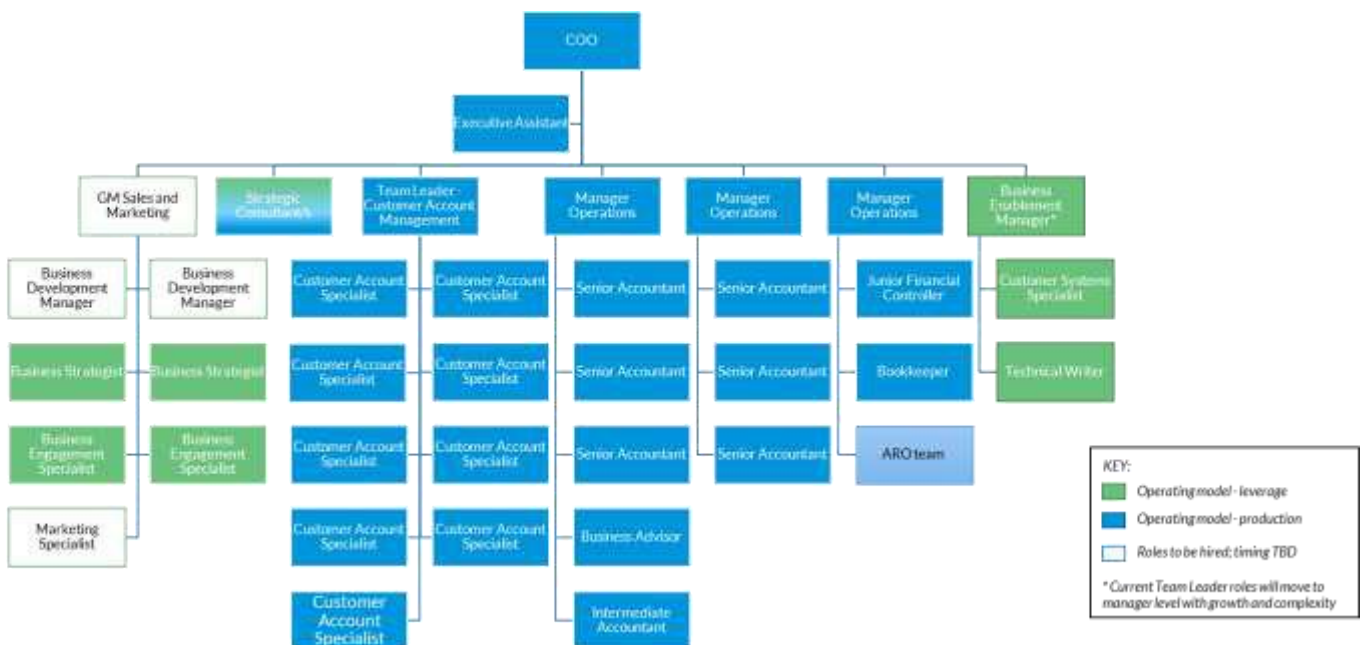 COO
Executive Assistant
GM Sales and
Marketing
Strategic
Consultant/s
Team Leader -
Customer Account
Management
Manager
Operations
Manager
Operations
Manager
Operations
Business
Enablement
Manager*
Business
Development
Manager
Business
Development
Manager
Customer Account
Specialist
Customer Account
Specialist
Senior Accountant
Senior Accountant
Junior Financial
Controller
Customer Systems
Specialist
Business Strategist
Business Strategist
Customer Account
Specialist
Customer Account
Specialist
Senior Accountant
Senior Accountant
Bookkeeper
Technical Writer
Business
Engagement
Specialist
Business
Engagement
Specialist
Customer Account
Specialist
Customer Account
Specialist
Senior Accountant
Senior Accountant
ARO team
Marketing
Specialist
Customer Account
Specialist
Customer Account
Specialist
Business Advisor
Customer
Account
Specialist
Intermediate
Accountant
KEY:
Operating model - leverage
Operating model - production
Roles to be hired; timing TBD
* Current Team Leader roles will move to
manager level with growth and complexity